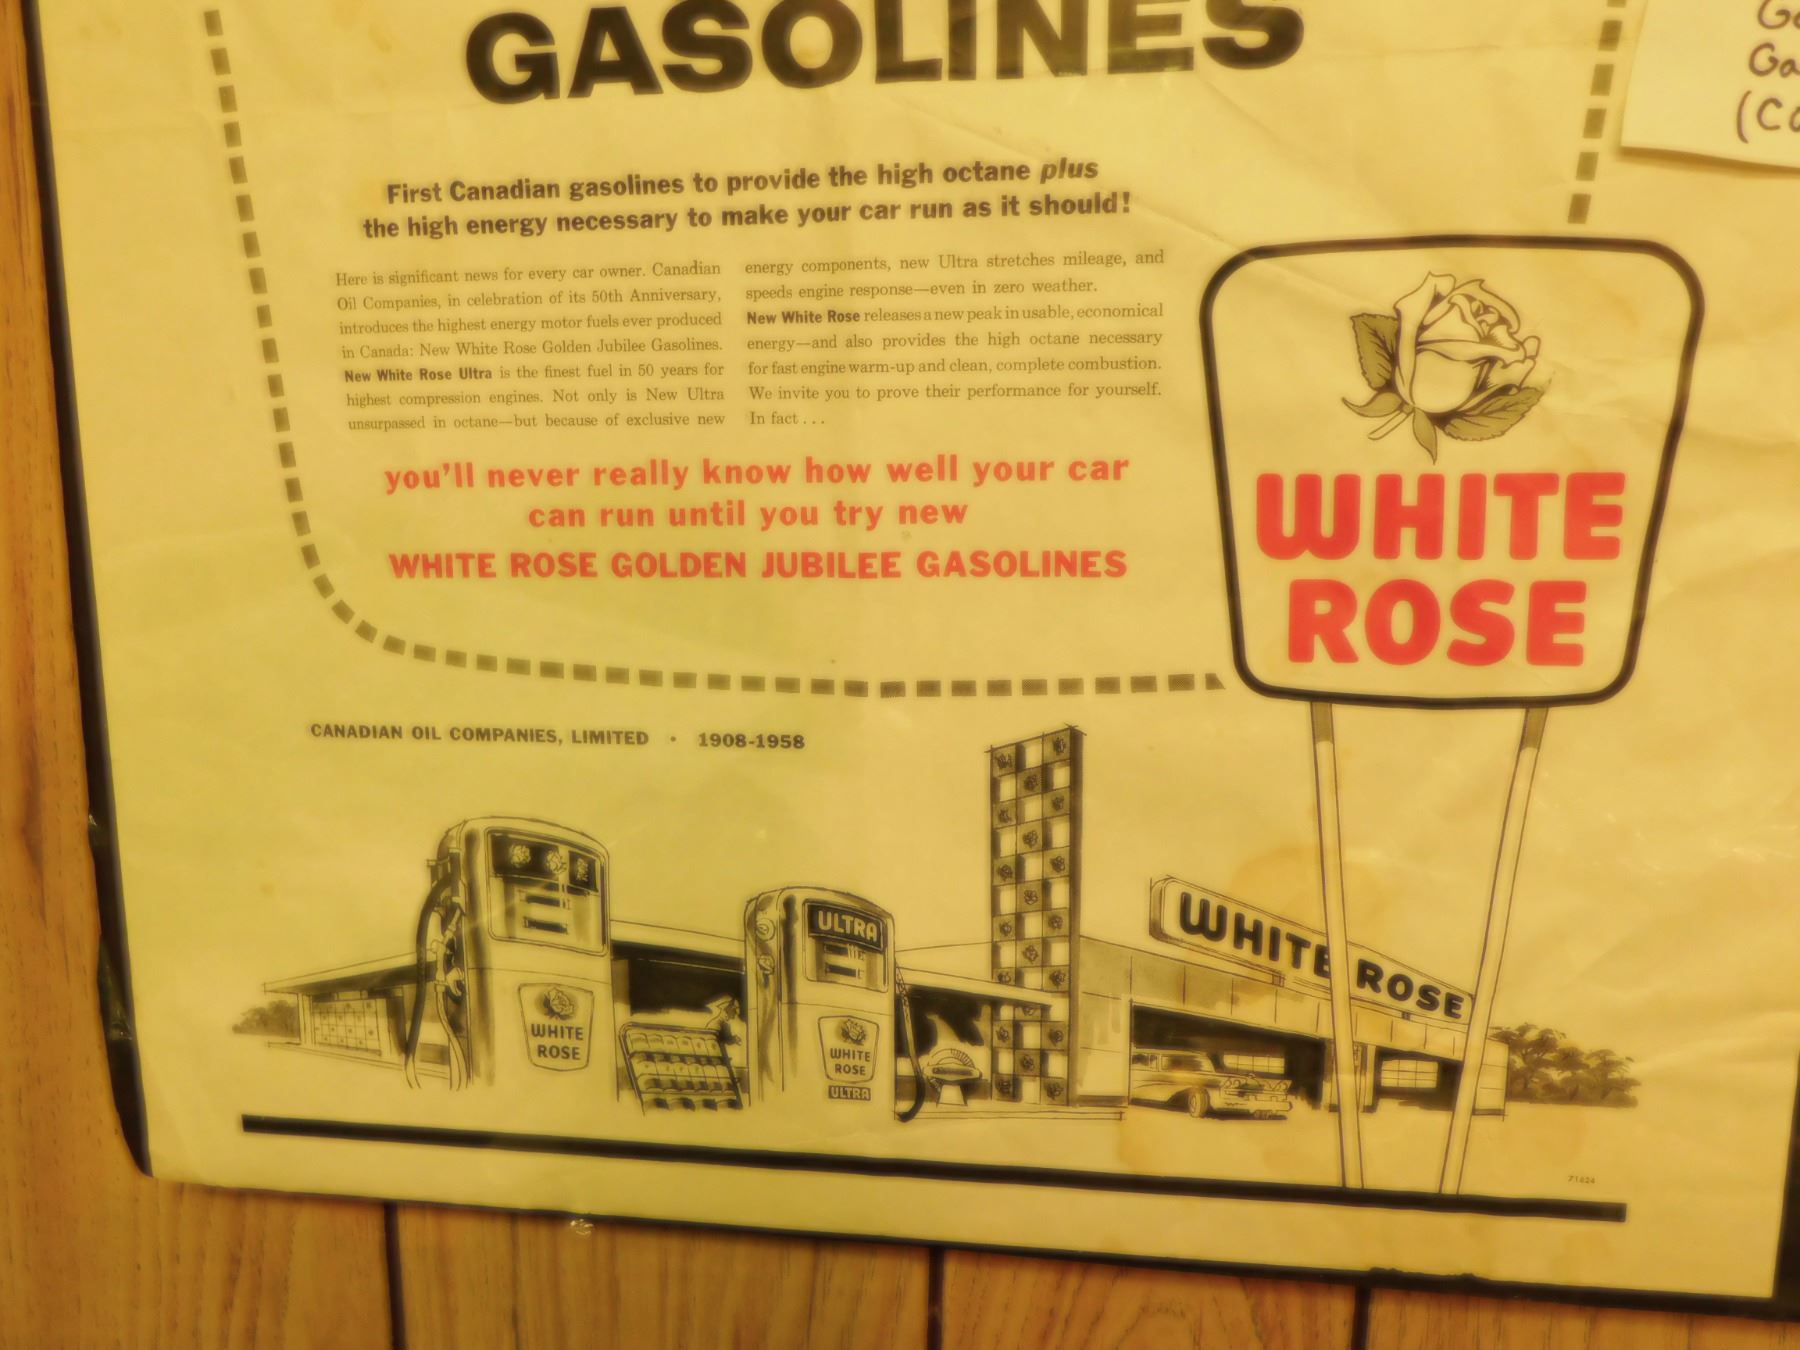 GASOLINES
First Canadian gasolines to provide the high octane plus
the high energy necessary to make your car run as it should!
Here is significant news for every car owner. Canadian
Oil Companies, in celebration of its 50th Anniversary,
introduces the highest energy motor fuels ever produced
in Canada: New White Rose Golden Jubilee Gasolines.
New White Rose Ultra is the finest fuel in 50 years for
highest compression engines. Not only is New Ultra
unsurpassed in octane—but because of exclusive new
energy components, new Ultra stretches mileage, and
speeds engine response—even in zero weather.
New White Rose releases a new peak in usable, economical
energy—and also provides the high octane necessary
for fast engine warm-up and clean, complete combustion.
We invite you to prove their performance for yourself.
In fact . . .
you'll never really know how well your car
can run until you try new
WHITE ROSE GOLDEN JUBILEE GASOLINES
WHITE
ROSE
CANADIAN OIL COMPANIES, LIMITED • 1908-1958
WHITE
ROSE
ULTRA
WHITE
ROSE
ULTRA
WHITE ROSE
71624